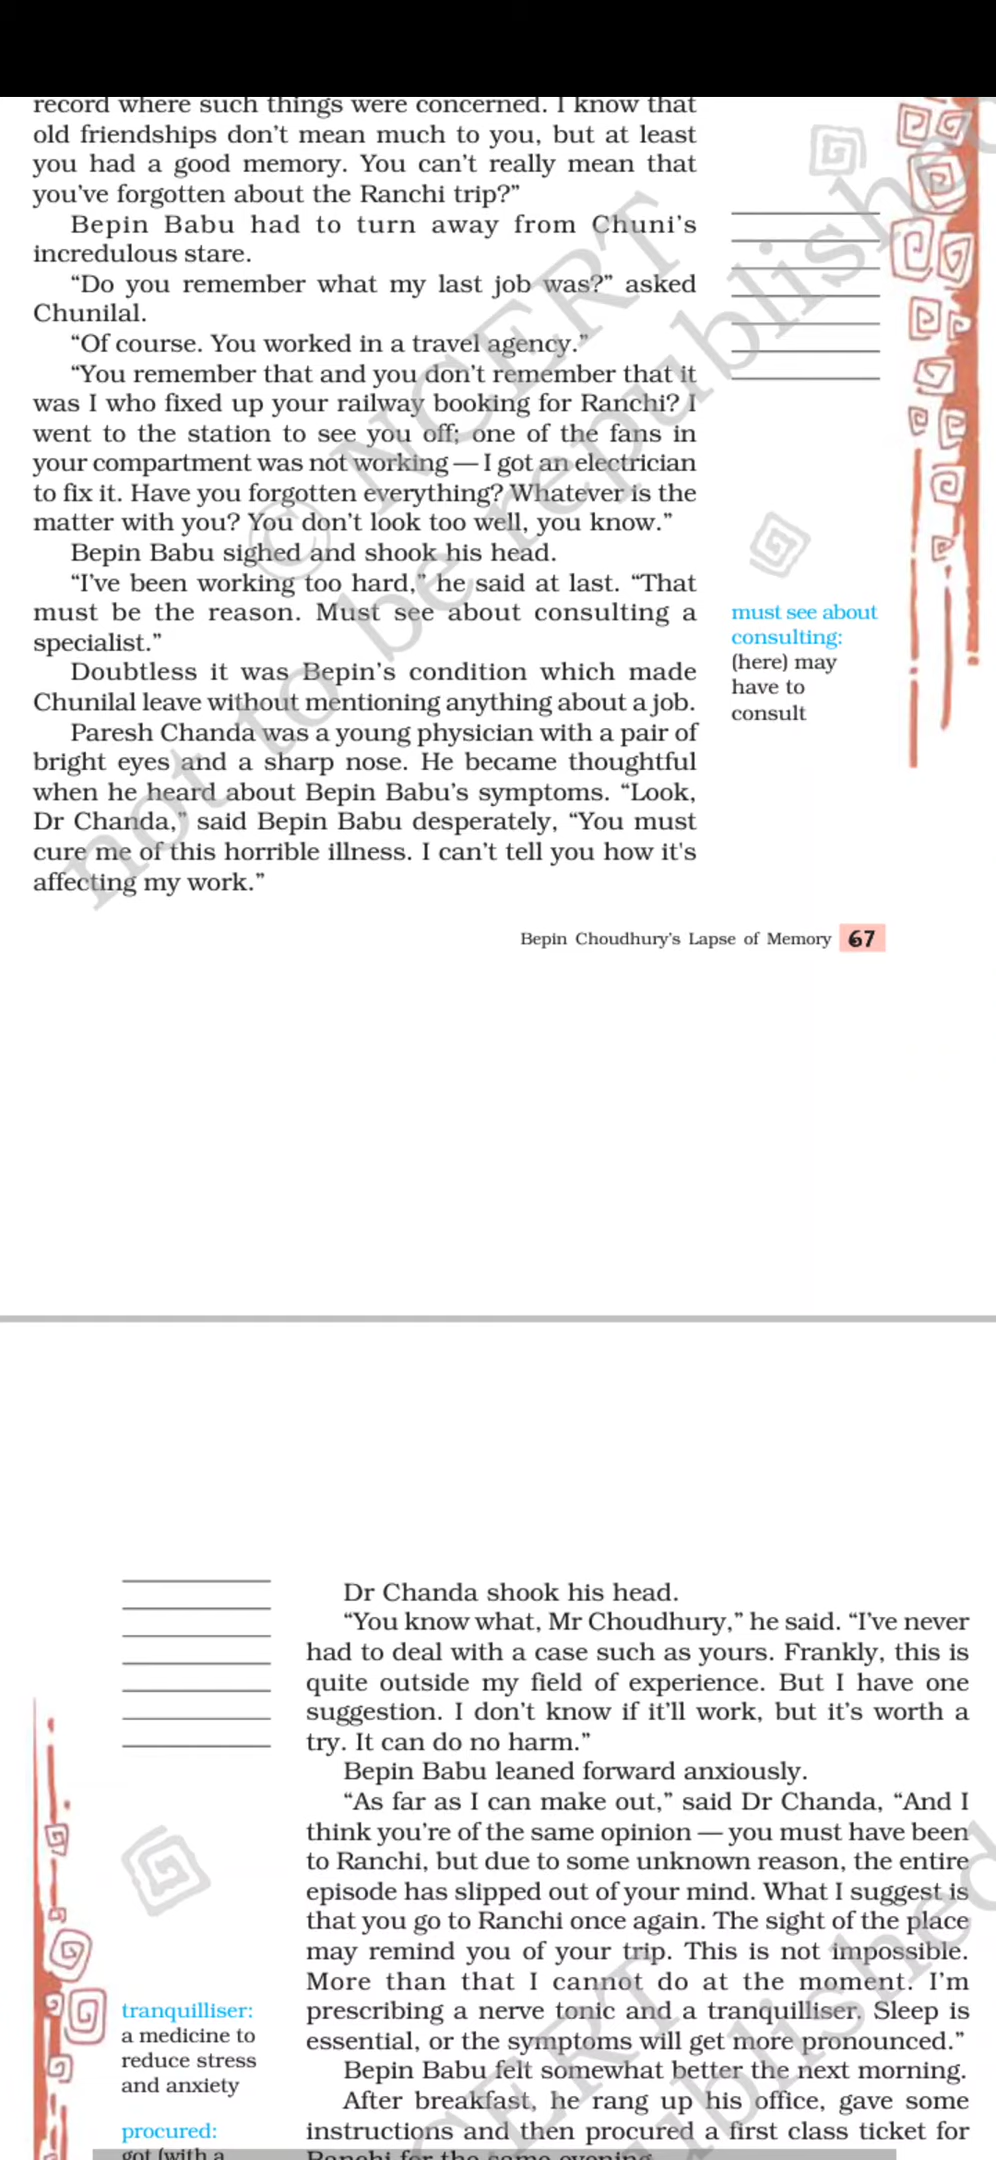 record where such things were concerned. I know that
old friendships don’t mean much to you, but at least
you had a good memory. You can’t really mean that
you’ve forgotten about the Ranchi trip?”
Bepin Babu had to turn away from Chuni’s
incredulous stare.
“Do you remember what my last job was?” asked
Chunilal.
“Of course. You worked in a travel agency.”
“You remember that and you don’t remember that it
was I who fixed up your railway booking for Ranchi? I
went to the station to see you off; one of the fans in
your compartment was not working — I got an electrician
to fix it. Have you forgotten everything? Whatever is the
matter with you? You don’t look too well, you know.”
Bepin Babu sighed and shook his head.
“I’ve been working too hard,” he said at last. “That
must be the reason. Must see about consulting a
specialist.”
Doubtless it was Bepin’s condition which made
Chunilal leave without mentioning anything about a job.
Paresh Chanda was a young physician with a pair of
bright eyes and a sharp nose. He became thoughtful
when he heard about Bepin Babu’s symptoms. “Look,
Dr Chanda,” said Bepin Babu desperately, “You must
cure me of this horrible illness. I can’t tell you how it's
affecting my work.”
must see about
consulting:
(here) may
have to
consult
Bepin Choudhury’s Lapse of Memory 67
© NCERT
not to be republished
Dr Chanda shook his head.
“You know what, Mr Choudhury,” he said. “I’ve never
had to deal with a case such as yours. Frankly, this is
quite outside my field of experience. But I have one
suggestion. I don’t know if it’ll work, but it’s worth a
try. It can do no harm.”
Bepin Babu leaned forward anxiously.
“As far as I can make out,” said Dr Chanda, “And I
think you’re of the same opinion — you must have been
to Ranchi, but due to some unknown reason, the entire
episode has slipped out of your mind. What I suggest is
that you go to Ranchi once again. The sight of the place
may remind you of your trip. This is not impossible.
More than that I cannot do at the moment. I’m
prescribing a nerve tonic and a tranquilliser. Sleep is
essential, or the symptoms will get more pronounced.”
Bepin Babu felt somewhat better the next morning.
After breakfast, he rang up his office, gave some
instructions and then procured a first class ticket for
Ranchi for the same evening.
tranquilliser:
a medicine to
reduce stress
and anxiety
procured:
got (with a
CERT
published